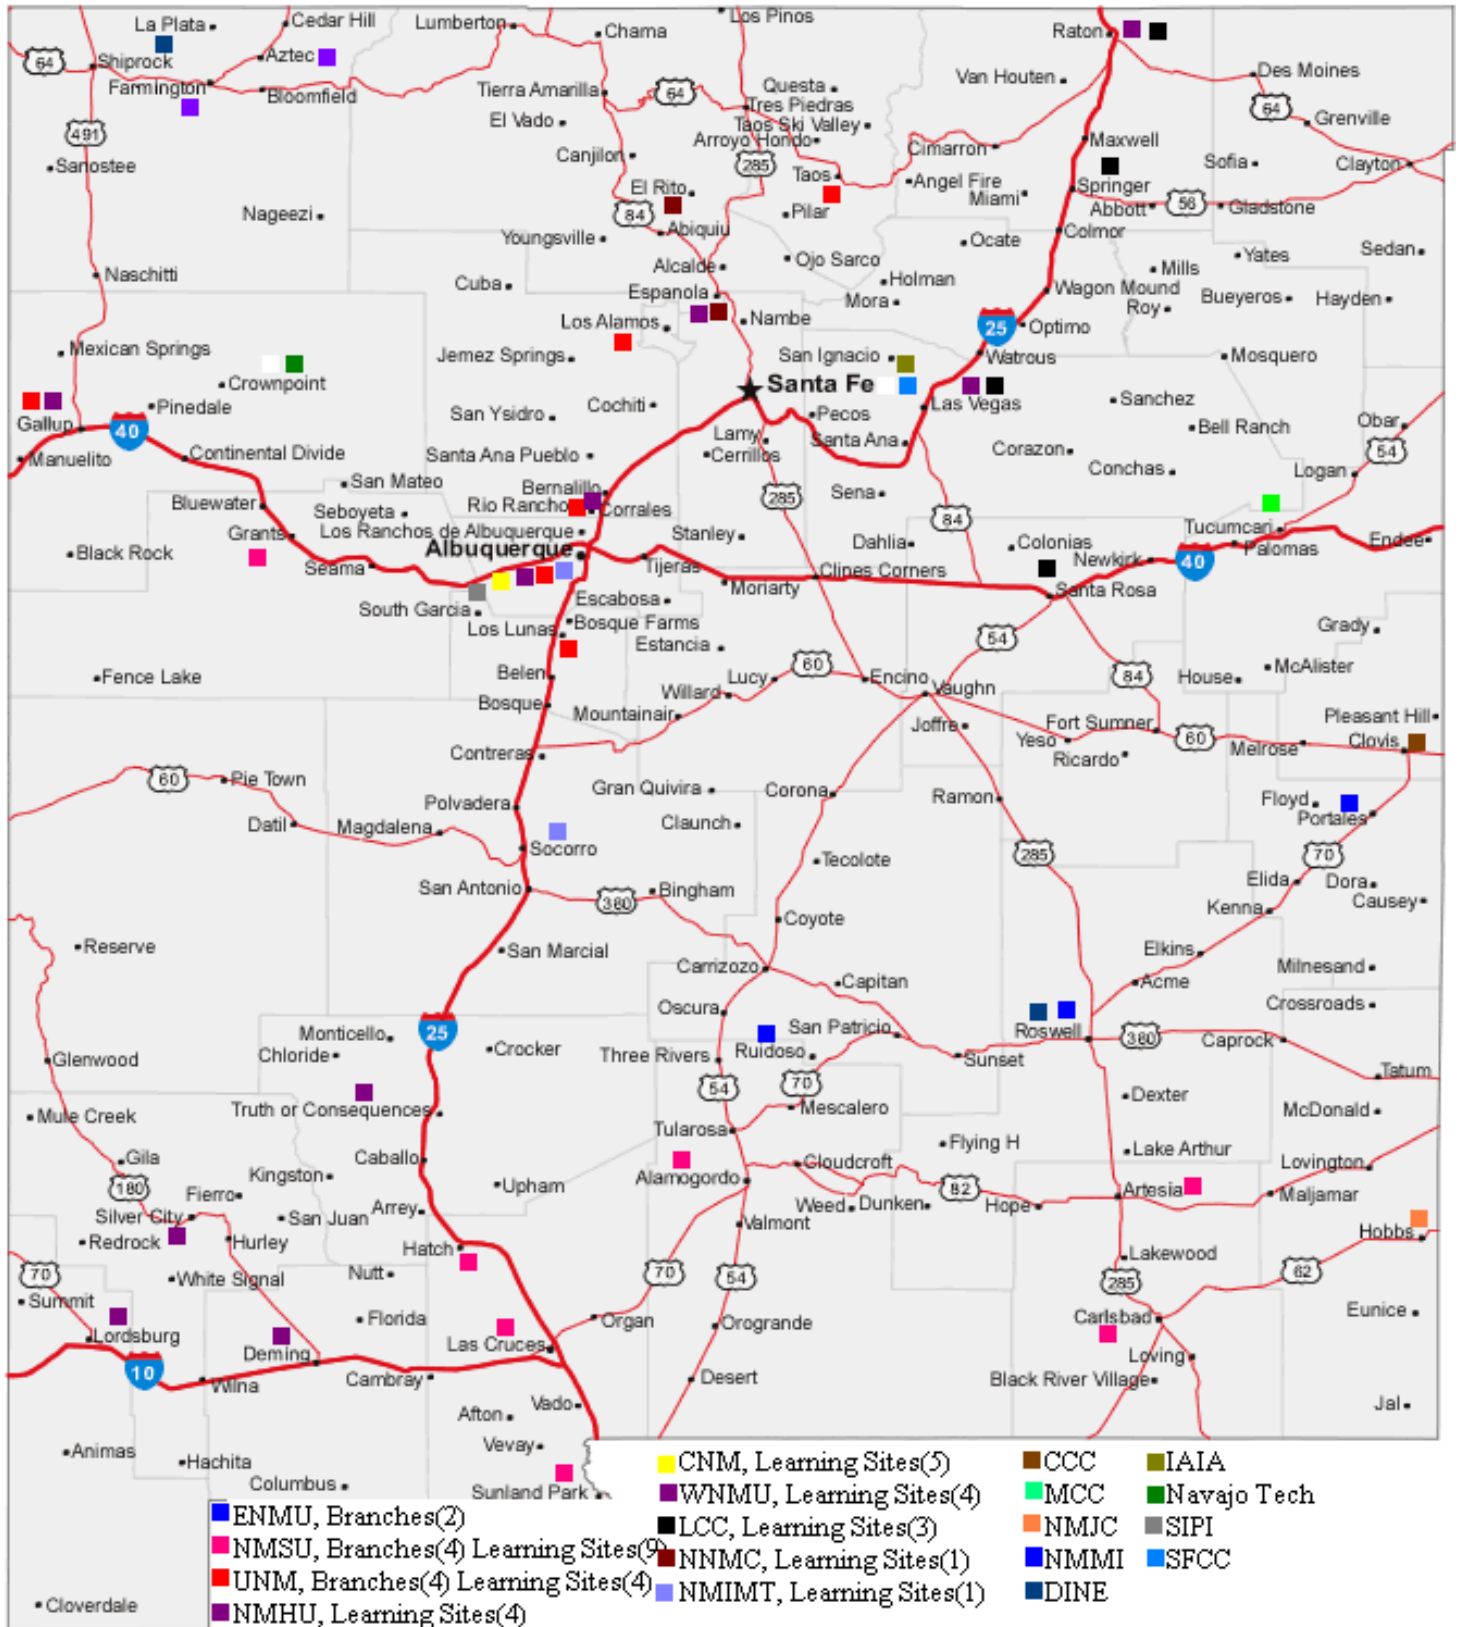 Los Pinos
La Plata
Cedar Hill
Lumberton
Chama
Raton
64
Shiprock
Aztec
Farmington
Bloomfield
Tierra Amarilla
64
Questa
Tres Piedras
Van Houten
Des Moines
64
Grenville
491
El Vado
Taos Ski Valley
Arroyo Hondo
Maxwell
Cimarron
Sanostee
Canjilon
285
Taos
Sofia
Clayton
El Rito
Angel Fire
Miami
Springer
Abbott
56
Gladstone
Nageezi
84
Abiquiu
Pilar
Colmor
Youngsville
Ocate
Sedan
Yates
Naschitti
Alcalde
Ojo Sarco
Mills
Cuba
Espanola
Holman
Mora
Wagon Mound
Roy
Bueyeros
Hayden
Los Alamos
Nambe
25
Optimo
Mexican Springs
Jemez Springs
San Ignacio
Watrous
Mosquero
Crownpoint
Santa Fe
Pinedale
San Ysidro
Cochiti
Pecos
Las Vegas
Sanchez
Gallup
40
Lamy
Santa Ana
Bell Ranch
Obar
Manuelito
Continental Divide
Santa Ana Pueblo
Cerrillos
Corazon
Conchas
Logan
54
San Mateo
Bernalillo
285
Sena
Bluewater
Seboyeta
Rio Rancho
Corrales
84
Grants
Los Ranchos de Albuquerque
Stanley
Tucumcari
Black Rock
Albuquerque
Dahlia
Colonias
Palomas
Endee
Seama
Tijeras
Clines Corners
Newkirk
40
Moriarty
Santa Rosa
South Garcia
Escabosa
Los Lunas
Bosque Farms
Estancia
54
Grady
Fence Lake
Belen
Lucy
60
Encino
Vaughn
84
House
McAlister
Bosque
Willard
Mountainair
Joffre
Fort Sumner
Pleasant Hill
Contreras
Yeso
Ricardo
60
Melrose
Clovis
60
Pie Town
Gran Quivira
Corona
Ramon
Floyd
Portales
Polvadera
Datil
Magdalena
Claunch
Socorro
Tecolote
285
70
San Antonio
380
Bingham
Elida
Dora
Coyote
Kenna
Causey
Reserve
San Marcial
Carrizozo
Elkins
Milnesand
Capitan
Acme
Oscura
Crossroads
Monticello
25
San Patricio
Roswell
380
Caprock
Chloride
Crocker
Three Rivers
Ruidoso
Sunset
Glenwood
54
70
Tatum
Dexter
Mule Creek
Truth or Consequences
Mescalero
McDonald
Tularosa
Flying H
Lake Arthur
Gila
Kingston
Caballo
Cloudcroft
Lovington
Alamogordo
180
Fierro
Upham
82
Artesia
Maljamar
Weed
Dunken
Hope
Silver City
San Juan
Arrey
Valmont
Hobbs
Redrock
Hurley
Hatch
Lakewood
70
White Signal
Nutt
70
54
285
62
Summit
Florida
Organ
Orogrande
Carlsbad
Eunice
Lordsburg
Deming
Las Cruces
Loving
10
Wilna
Cambray
Desert
Black River Village
Afton
Vado
Jal
Animas
Hachita
Vevay
Columbus
Sunland Park
Cloverdale
ENMU, Branches(2)
NMSU, Branches(4) Learning Sites(9)
UNM, Branches(4) Learning Sites(4)
NMHU, Learning Sites(4)
CNM, Learning Sites(5)
WNMU, Learning Sites(4)
LCC, Learning Sites(3)
NNMC, Learning Sites(1)
NMIMT, Learning Sites(1)
CCC
MCC
NMJC
NMMI
DINE
IAIA
Navajo Tech
SIPI
SFCC